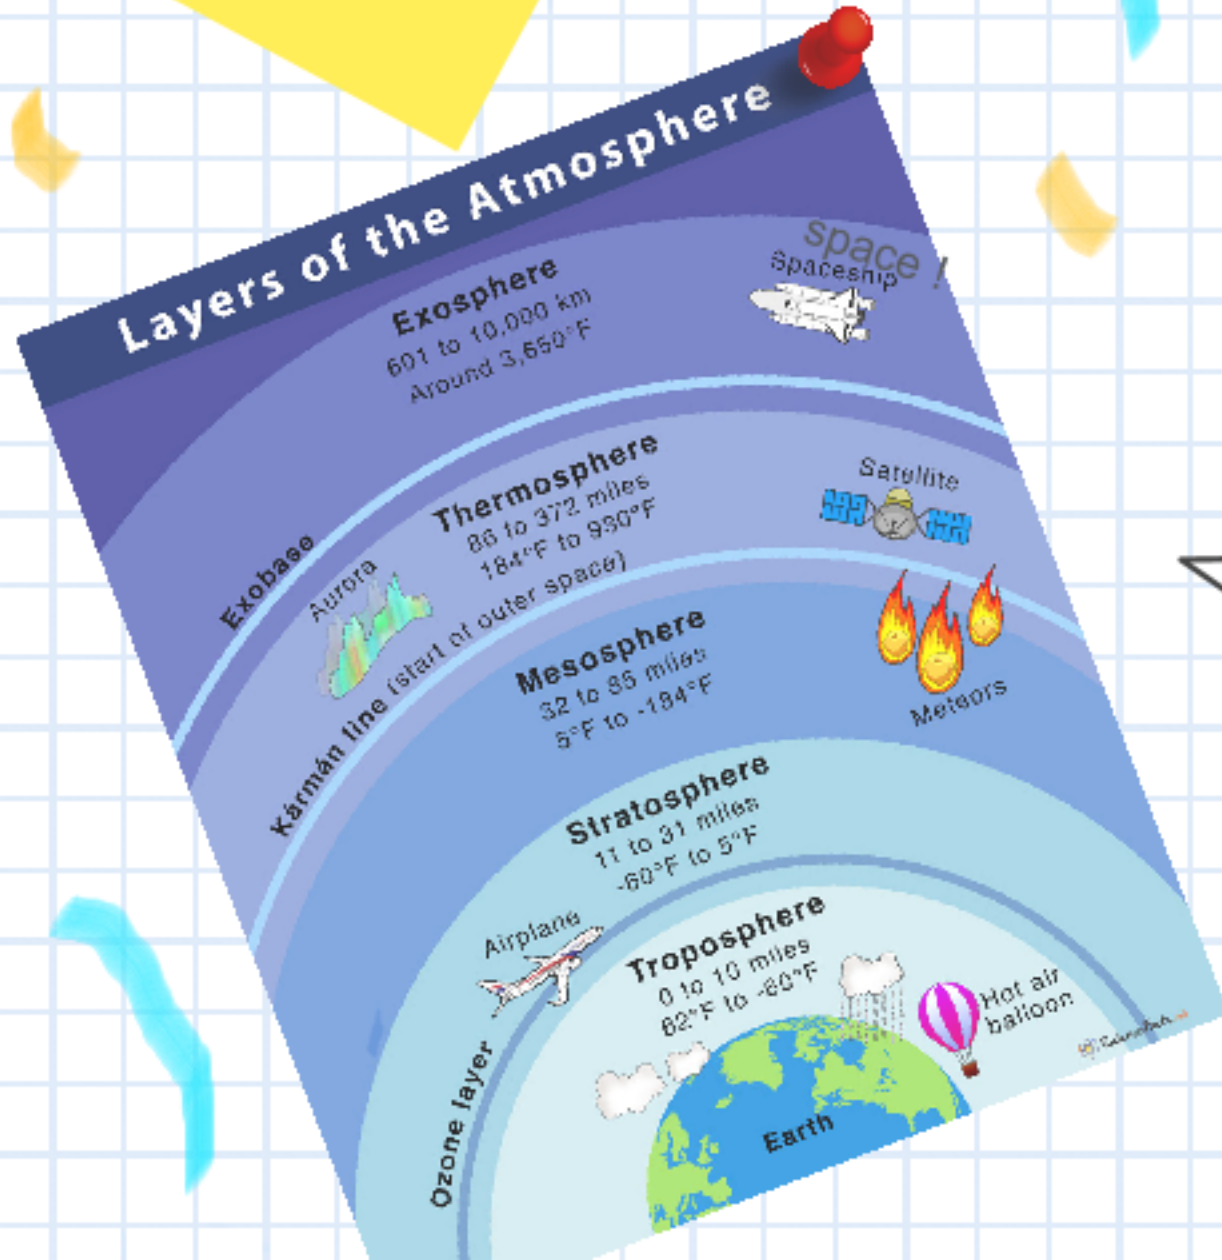 Layers of the Atmosphere
space !
Spaceship
Exosphere
601 to 10,000 km
Around 3,650°F
Exobase
Thermosphere
86 to 372 miles
184°F to 930°F
Satellite
Aurora
Kármán line (start of outer space)
Mesosphere
32 to 85 miles
5°F to -184°F
Meteors
Stratosphere
11 to 31 miles
-60°F to 5°F
Airplane
Ozone layer
Troposphere
0 to 10 miles
62°F to -60°F
Hot air
balloon
Earth